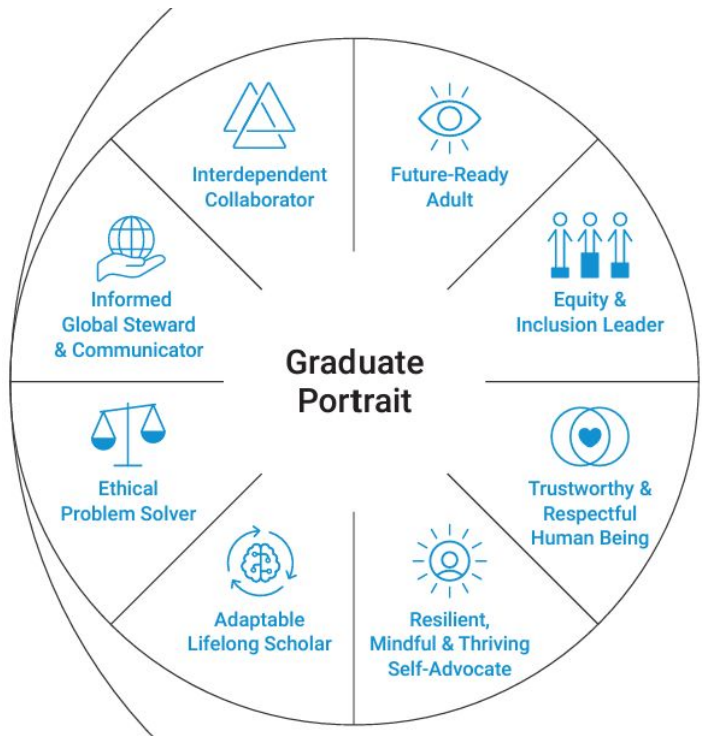 Interdependent
Collaborator
Future-Ready
Adult
Equity &
Inclusion Leader
Trustworthy &
Respectful
Human Being
Resilient,
Mindful & Thriving
Self-Advocate
Adaptable
Lifelong Scholar
Ethical
Problem Solver
Informed
Global Steward
& Communicator
Graduate
Portrait